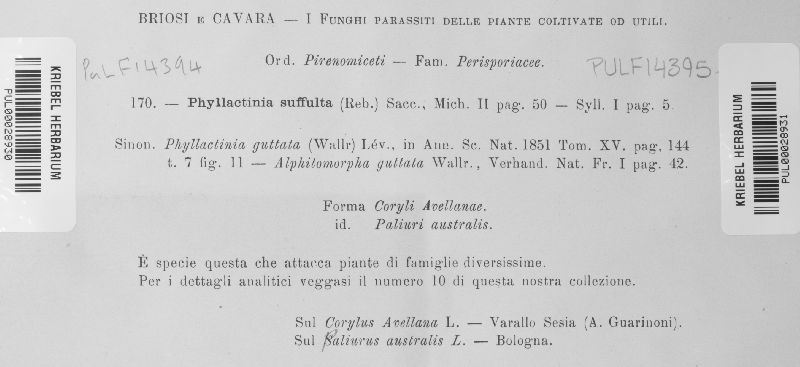 BRIOSI E CAVARA — I FUNGHI PARASSITI DELLE PIANTE COLTIVATE OD UTILI.
PuLF14394
Ord. Pirenomiceti — Fam. Perisporiacee.
PULF14395
170. — Phyllactinia suffulta (Reb.) Sacc., Mich. II pag. 50 — Syll. I pag. 5.
Sinon. Phyllactinia guttata (Wallr) Lév., in Ann. Sc. Nat. 1851 Tom. XV. pag. 144
t. 7 fig. 11 — Alphitomorpha guttata Wallr., Verhand. Nat. Fr. I pag. 42.
Forma Coryli Avellanae.
id. Paliuri australis.
È specie questa che attacca piante di famiglie diversissime.
Per i dettagli analitici veggasi il numero 10 di questa nostra collezione.
Sul Corylus Avellana L. — Varallo Sesia (A. Guarinoni).
Sul Paliurus australis L. — Bologna.
KRIEBEL HERBARIUM
PUL00028930
KRIEBEL HERBARIUM
PUL00028931